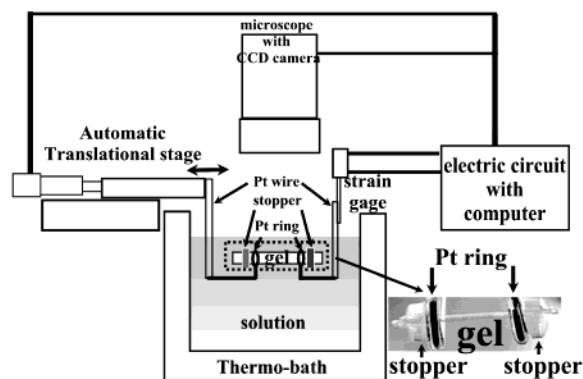 microscope
with
CCD camera
Automatic
Translational stage
Pt wire
stopper
Pt ring
strain
gage
electric circuit
with
computer
gel
solution
Thermo-bath
Pt ring
gel
stopper
stopper